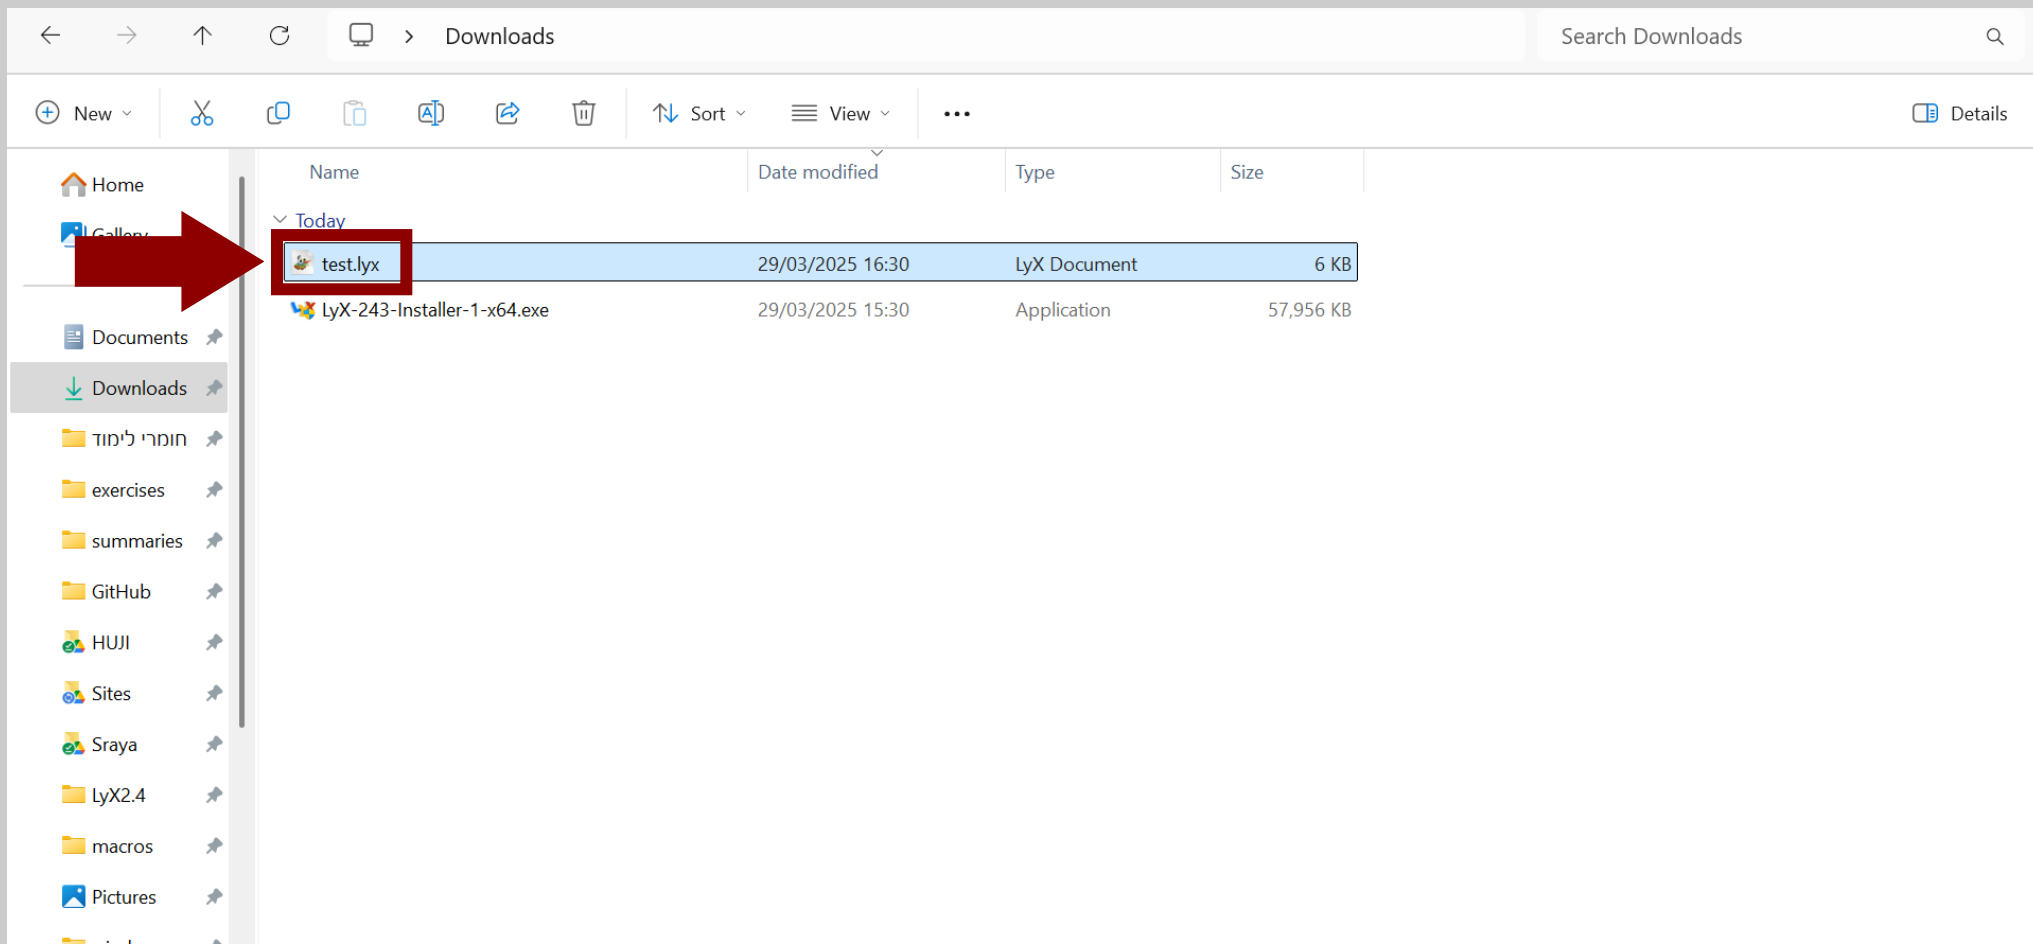 Downloads
Search Downloads
New
Sort
View
Details
Name
Date modified
Type
Size
Home
Gallery
Documents
Downloads
חומרי לימוד
exercises
summaries
GitHub
HUJI
Sites
Sraya
LyX2.4
macros
Pictures
Today
test.lyx 29/03/2025 16:30 LyX Document 6 KB
LyX-243-Installer-1-x64.exe 29/03/2025 15:30 Application 57,956 KB